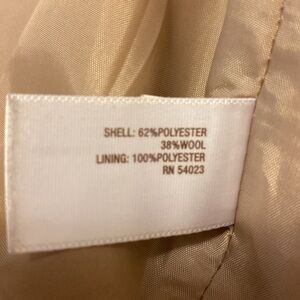 SHELL: 62%POLYESTER
38%WOOL
LINING: 100%POLYESTER
RN 54023